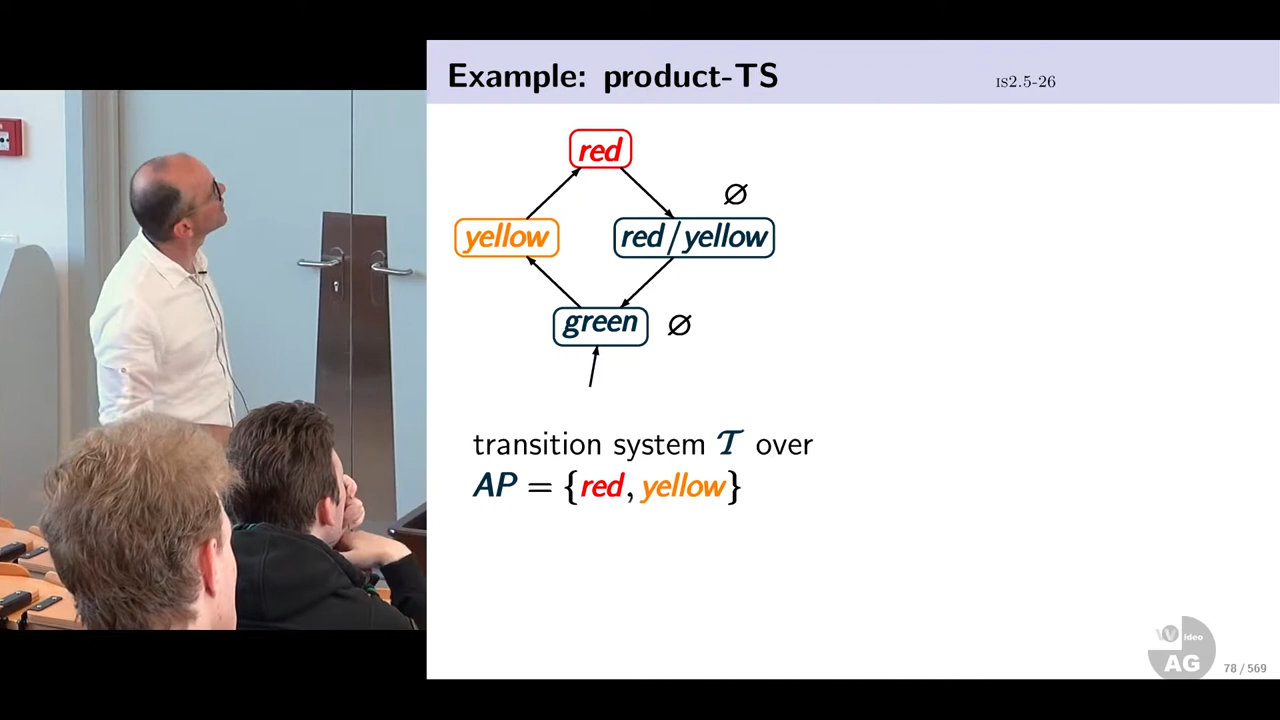 Example: product-TS
IS2.5-26
red
∅
yellow
red/yellow
green
∅
transition system 𝒯 over
AP = {red, yellow}
video
AG
78 / 569